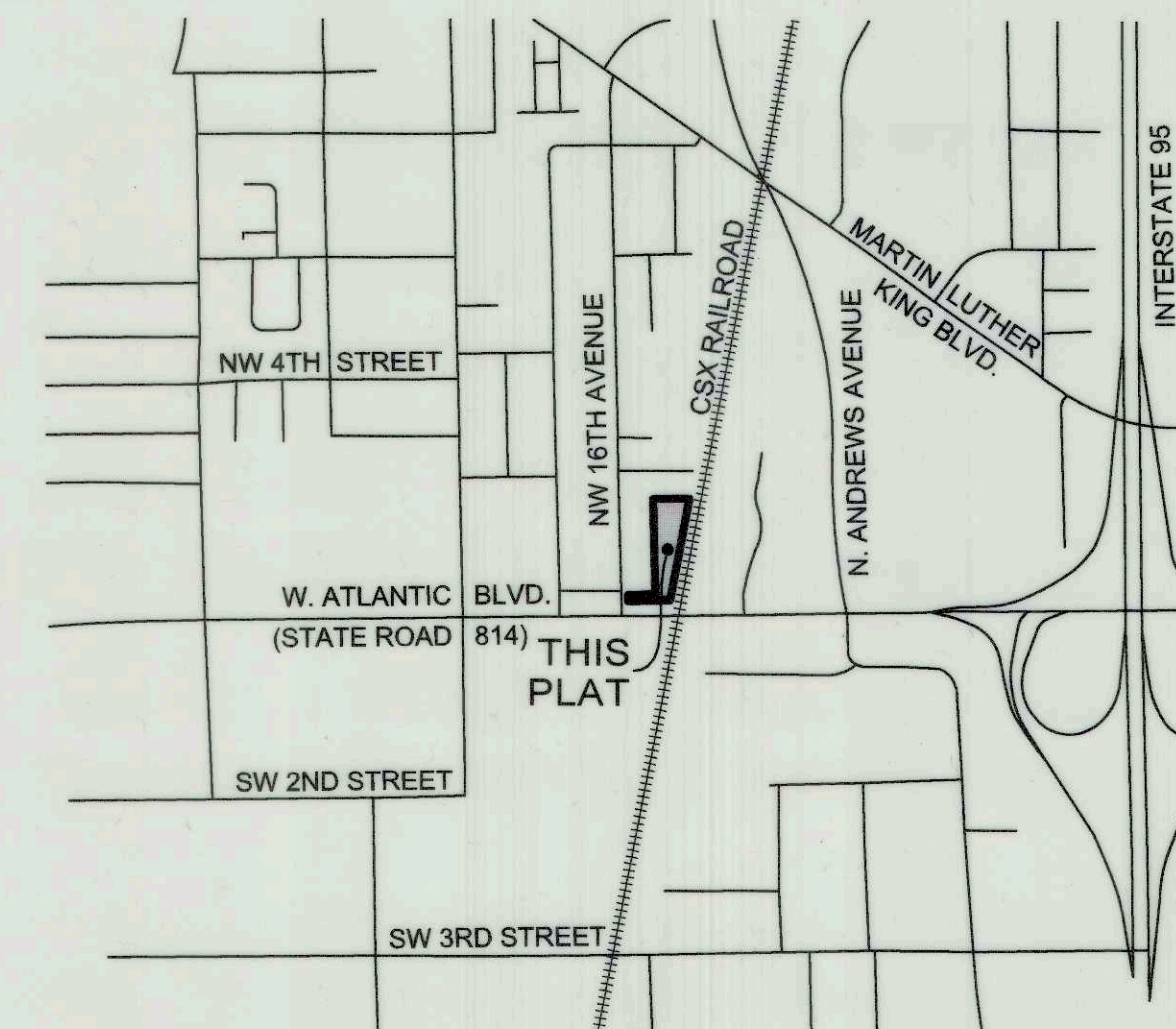 INTERSTATE 95
MARTIN LUTHER
KING BLVD.
CSX RAILROAD
N. ANDREWS AVENUE
NW 16TH AVENUE
NW 4TH STREET
W. ATLANTIC BLVD.
(STATE ROAD 814)
THIS
PLAT
SW 2ND STREET
SW 3RD STREET